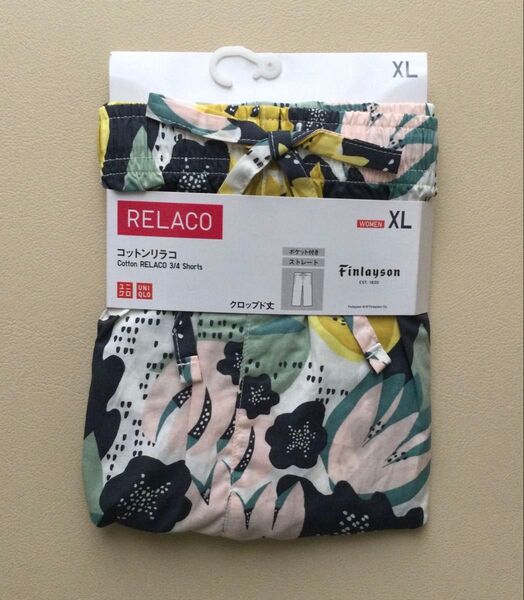 XL
RELACO
WOMEN XL
コットンリラコ
Cotton RELACO 3/4 Shorts
ポケット付き
ストレート
Finlayson
EST. 1820
ユニクロ
UNIQLO
クロップド丈